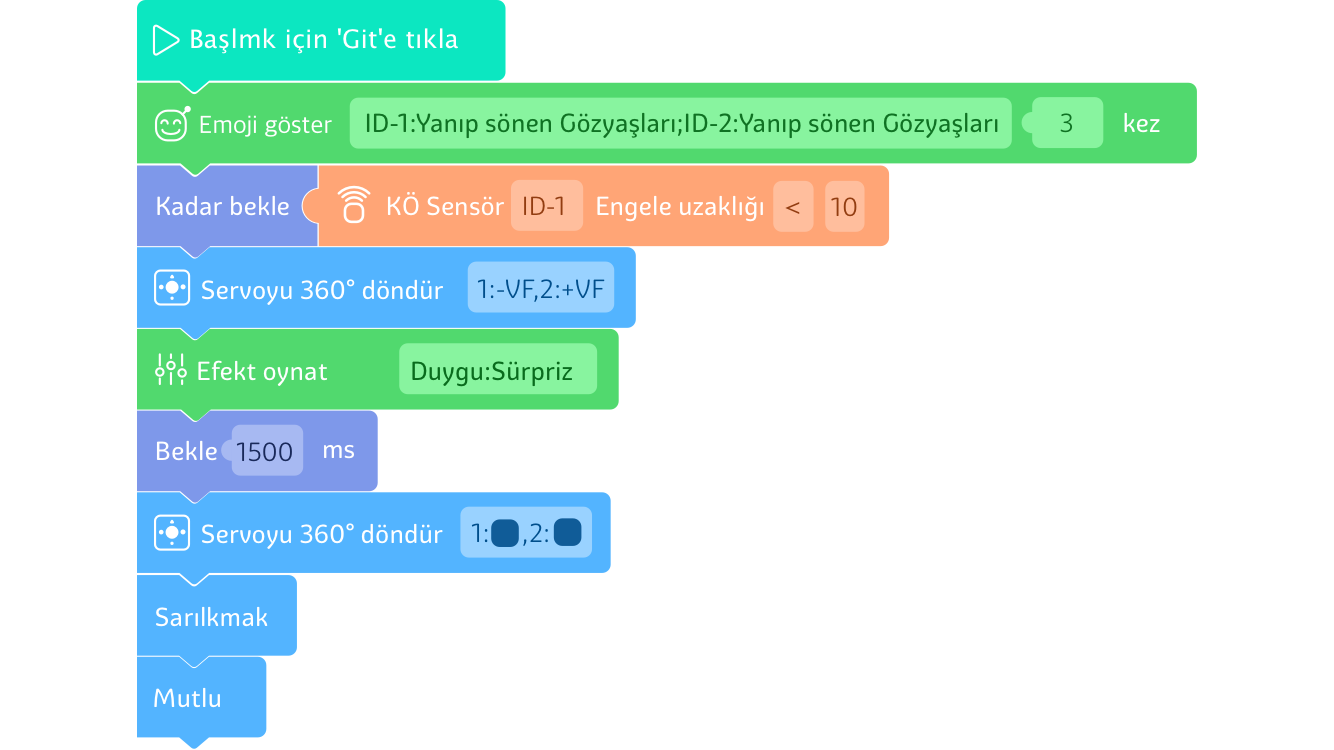 Başlmk için 'Git'e tıkla
Emoji göster ID-1:Yanıp sönen Gözyaşları;ID-2:Yanıp sönen Gözyaşları 3 kez
Kadar bekle KÖ Sensör ID-1 Engele uzaklığı < 10
Servoyu 360° döndür 1:-VF,2:+VF
Efekt oynat Duygu:Sürpriz
Bekle 1500 ms
Servoyu 360° döndür 1: ,2:
Sarılkmak
Mutlu